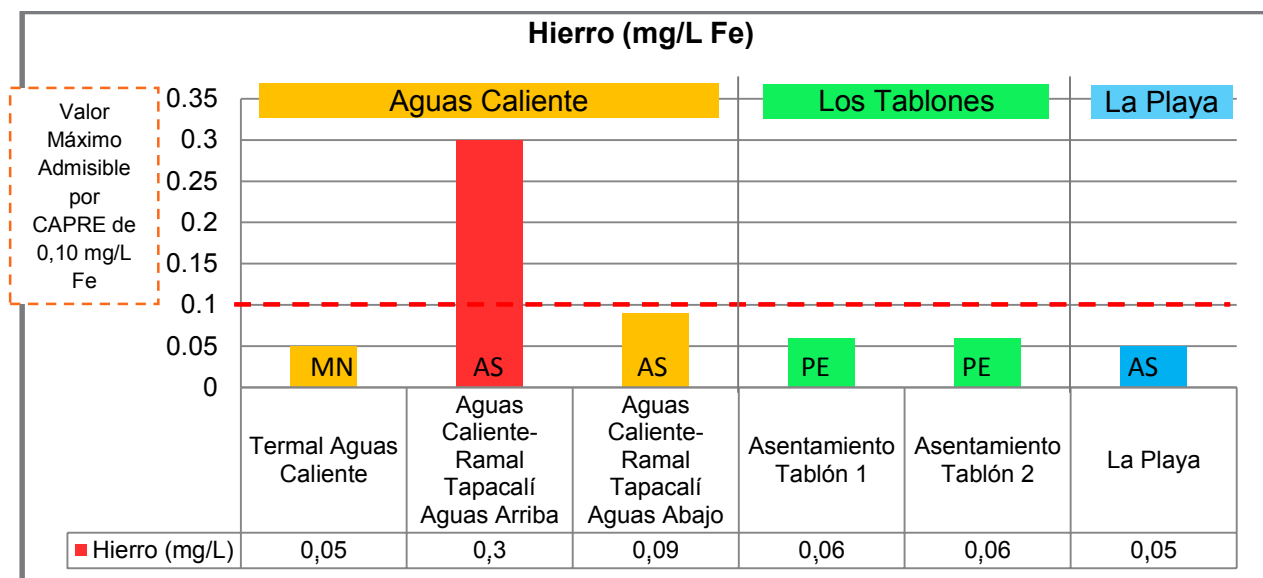 Hierro (mg/L Fe)
Valor
Máximo
Admisible
por
CAPRE de
0,10 mg/L
Fe
Aguas Caliente
Los Tablones
La Playa
0.35
0.3
0.25
0.2
0.15
0.1
0.05
0
MN
AS
AS
PE
PE
AS
Termal Aguas
Caliente
Aguas
Caliente-
Ramal
Tapacalí
Aguas Arriba
Aguas
Caliente-
Ramal
Tapacalí
Aguas Abajo
Asentamiento
Tablón 1
Asentamiento
Tablón 2
La Playa
Hierro (mg/L) 0,05 0,3 0,09 0,06 0,06 0,05